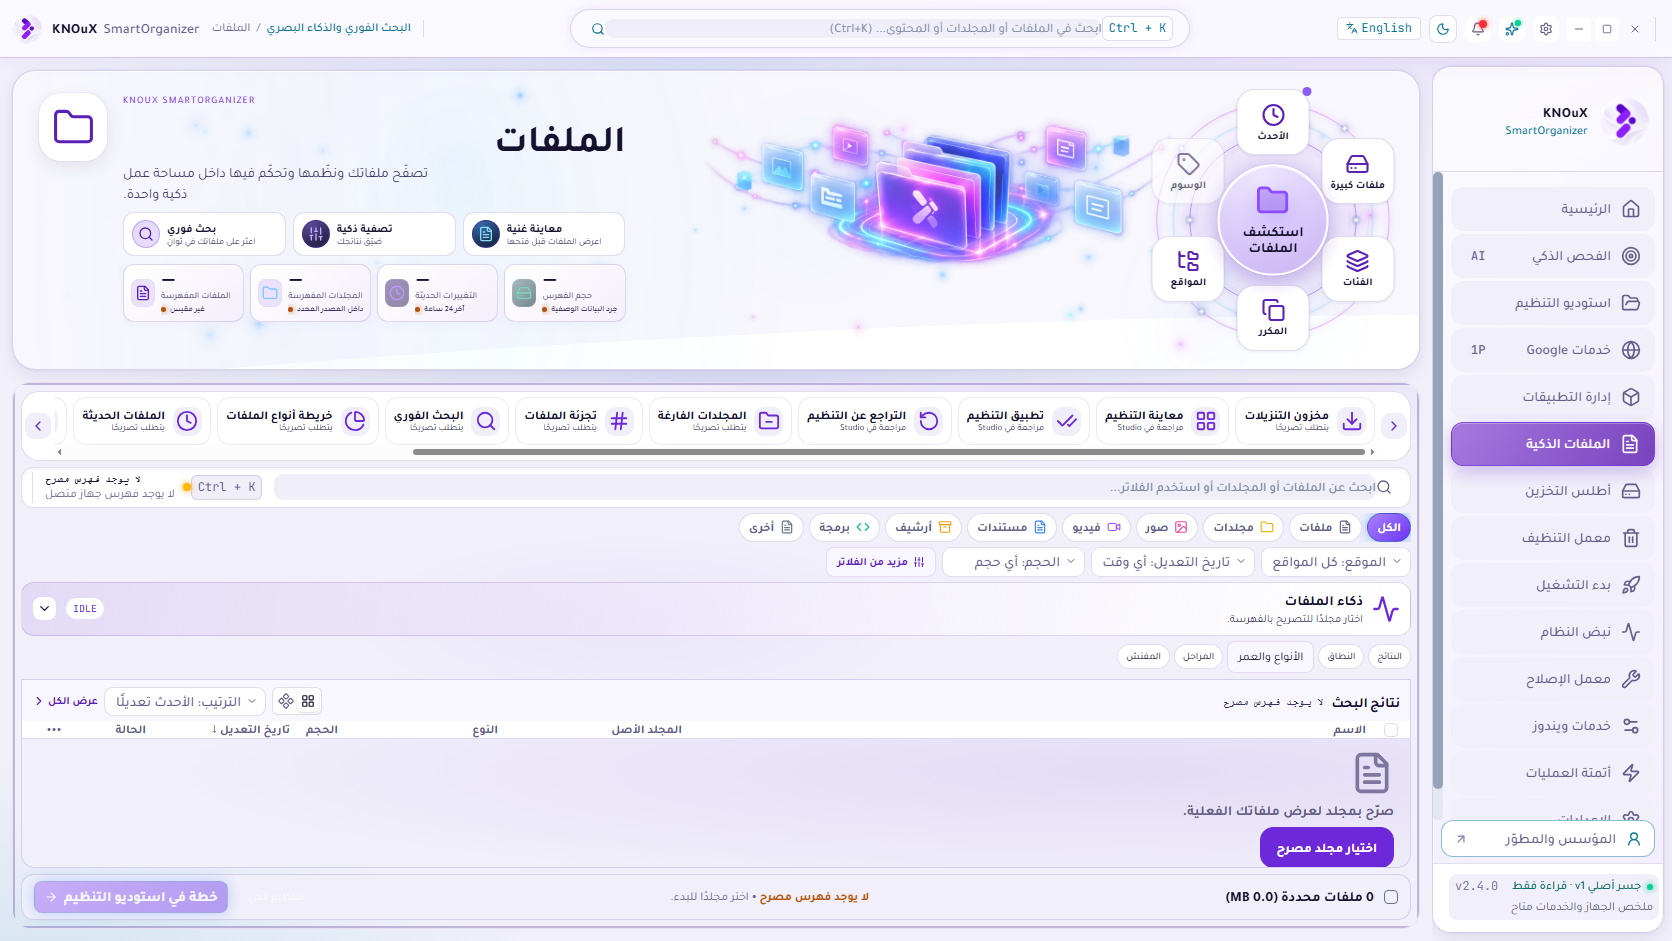 KNOUX SmartOrganizer
الملفات / البحث الفوري والذكاء البصري
ابحث في الملفات أو المجلدات أو المحتوى... (Ctrl+K)
Ctrl + K
English
KNOUX
SmartOrganizer
الرئيسية
الفحص الذكي AI
استوديو التنظيم
خدمات Google 1P
إدارة التطبيقات
الملفات الذكية
أطلس التخزين
معمل التنظيف
بدء التشغيل
نبض النظام
معمل الإصلاح
خدمات ويندوز
أتمتة العمليات
الإعدادات
المؤسس والمطوّر
جسر أصلي v1 · قراءة فقط v2.4.0
ملخص الجهاز والخدمات متاح
KNOUX SMARTORGANIZER
الملفات
تصفّح ملفاتك ونظّمها وتحكّم فيها داخل مساحة عمل
ذكية واحدة.
معاينة غنية
اعرض الملفات قبل فتحها
تصفية ذكية
ضيّق نتائجك
بحث فوري
اعثر على ملفاتك في ثوانٍ
—
حجم الفهرس
جرد البيانات الوصفية
—
التغييرات الحديثة
آخر 24 ساعة
—
المجلدات المفهرسة
داخل المصدر المحدد
—
الملفات المفهرسة
غير مقيس
الأحدث
ملفات كبيرة
الوسوم
استكشف
الملفات
المواقع
الفئات
المكرر
مخزون التنزيلات
يتطلب تصريحًا
معاينة التنظيم
مراجعة في Studio
تطبيق التنظيم
مراجعة في Studio
التراجع عن التنظيم
مراجعة في Studio
المجلدات الفارغة
يتطلب تصريحًا
تجزئة الملفات
يتطلب تصريحًا
البحث الفوري
يتطلب تصريحًا
خريطة أنواع الملفات
يتطلب تصريحًا
الملفات الحديثة
يتطلب تصريحًا
ابحث عن الملفات أو المجلدات أو استخدم الفلاتر...
Ctrl + K
لا يوجد فهرس مصرح
لا يوجد فهرس جهاز متصل
الكل
ملفات
مجلدات
صور
فيديو
مستندات
أرشيف
برمجة
أخرى
الموقع: كل المواقع
تاريخ التعديل: أي وقت
الحجم: أي حجم
مزيد من الفلاتر
ذكاء الملفات
اختار مجلدًا للتصريح بالفهرسة.
IDLE
النتائج
النطاق
الأنواع والعمر
المراحل
المفتش
نتائج البحث لا يوجد فهرس مصرح
الترتيب: الأحدث تعديلًا
عرض الكل
الاسم المجلد الأصل النوع الحجم تاريخ التعديل ↓ الحالة •••
صرّح بمجلد لعرض ملفاتك الفعلية.
اختيار مجلد مصرح
0 ملفات محددة (0.0 MB)
لا يوجد فهرس مصرح • اختر مجلدًا للبدء.
خطة في استوديو التنظيم